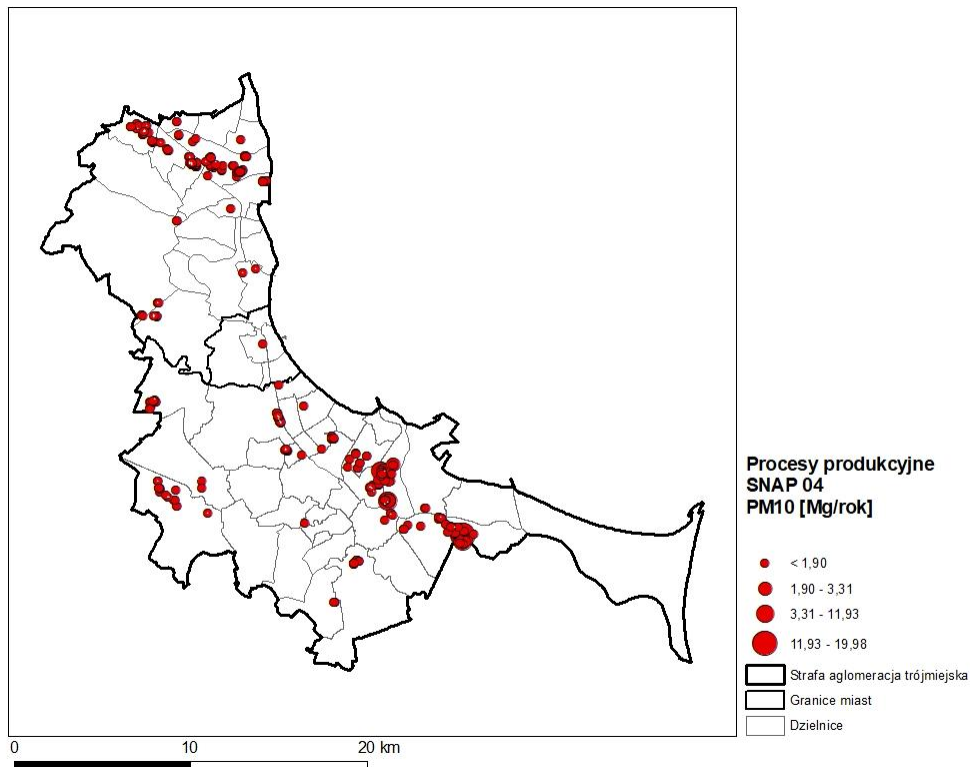 Procesy produkcyjne
SNAP 04
PM10 [Mg/rok]
< 1,90
1,90 - 3,31
3,31 - 11,93
11,93 - 19,98
Strafa aglomeracja trójmiejska
Granice miast
Dzielnice
0 10 20 km